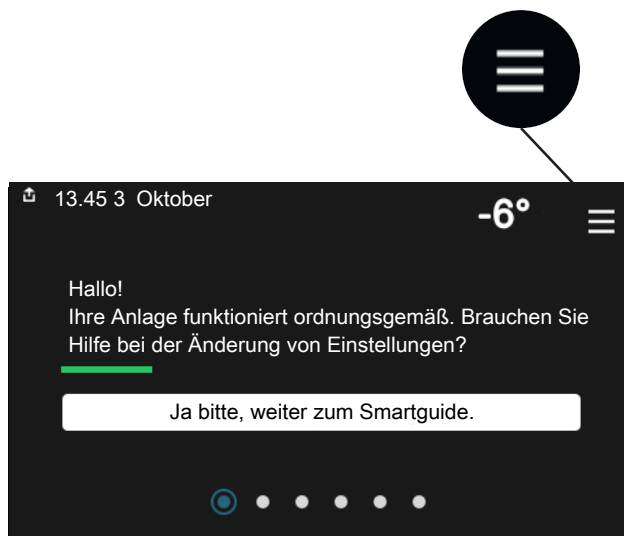 13.45 3 Oktober
-6°
Hallo!
Ihre Anlage funktioniert ordnungsgemäß. Brauchen Sie
Hilfe bei der Änderung von Einstellungen?
Ja bitte, weiter zum Smartguide.